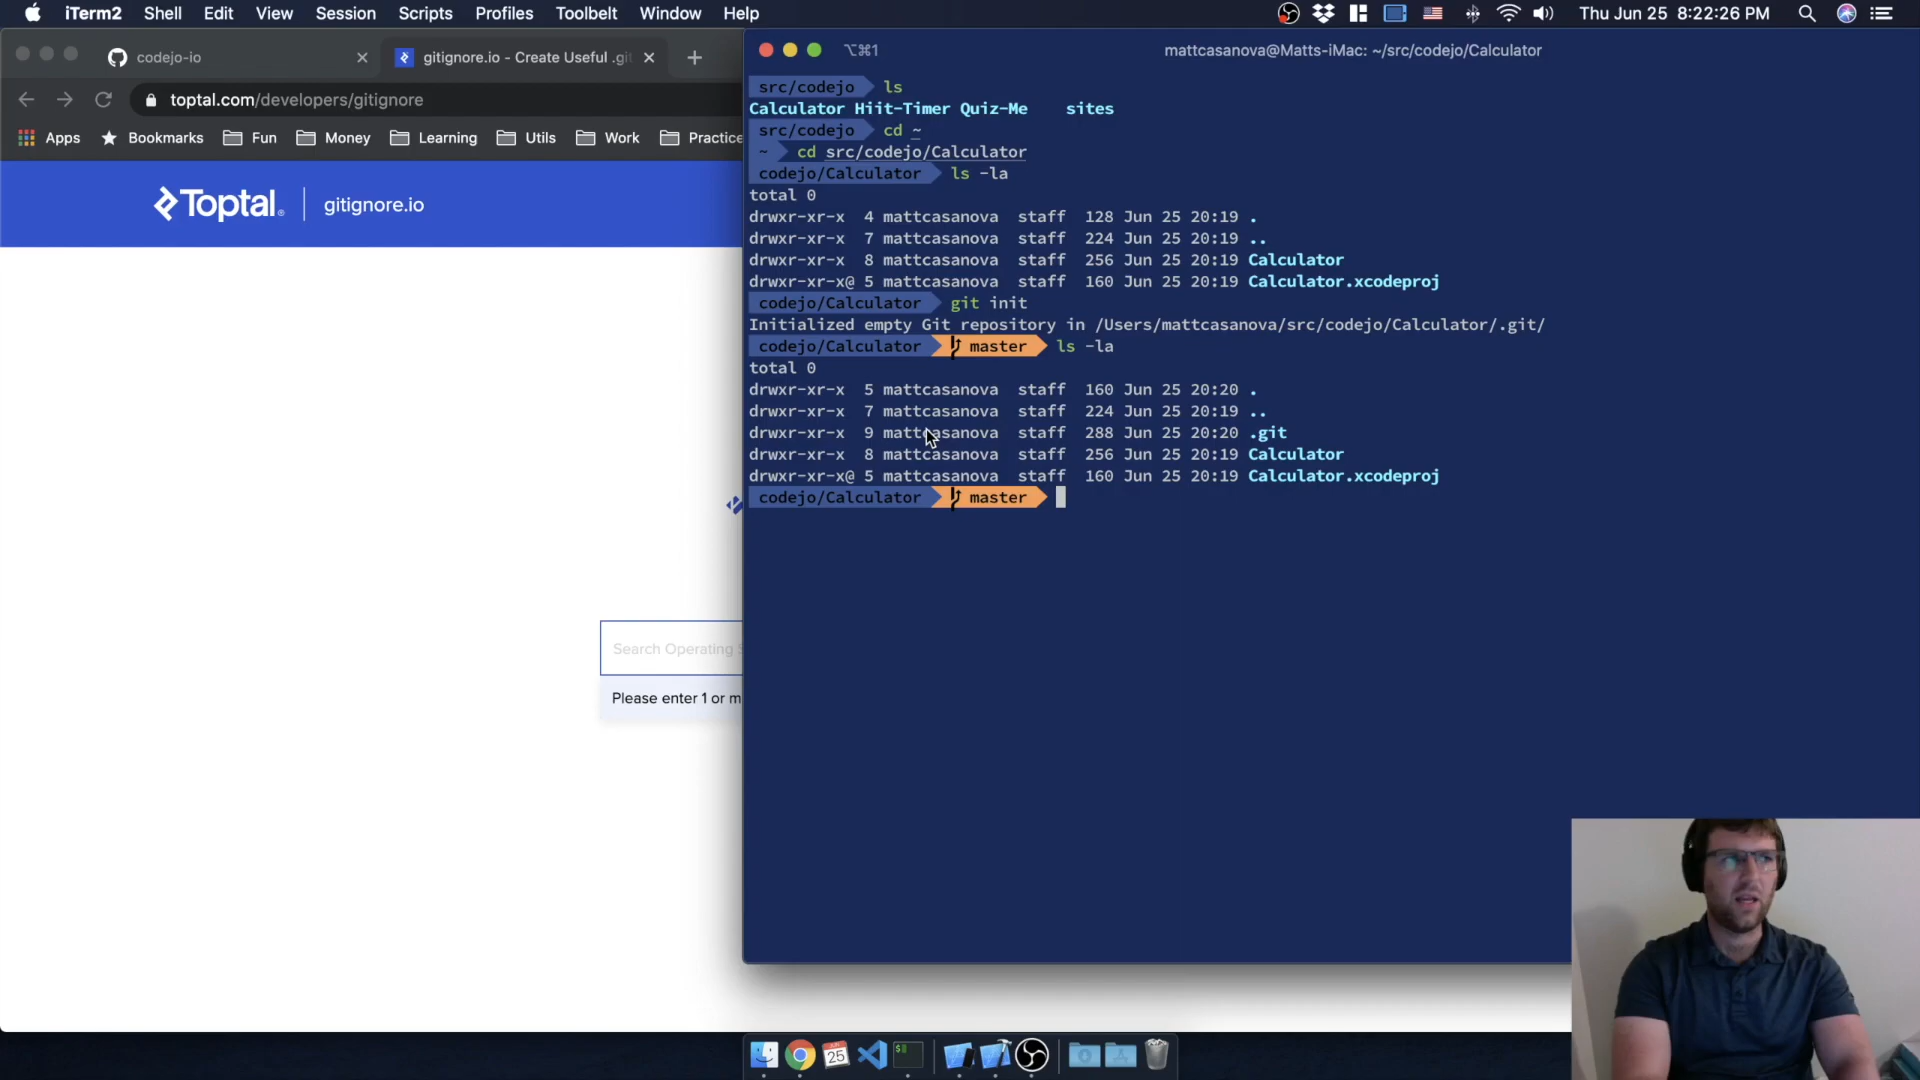 iTerm2 Shell Edit View Session Scripts Profiles Toolbelt Window Help Thu Jun 25 8:22:26 PM
codejo-io
gitignore.io - Create Useful .gi
toptal.com/developers/gitignore
Apps Bookmarks Fun Money Learning Utils Work Practice
Toptal gitignore.io
Search Operating
Please enter 1 or m
⌥⌘1 mattcasanova@Matts-iMac: ~/src/codejo/Calculator
src/codejo ls
Calculator Hiit-Timer Quiz-Me sites
src/codejo cd ~
~ cd src/codejo/Calculator
codejo/Calculator ls -la
total 0
drwxr-xr-x 4 mattcasanova staff 128 Jun 25 20:19 .
drwxr-xr-x 7 mattcasanova staff 224 Jun 25 20:19 ..
drwxr-xr-x 8 mattcasanova staff 256 Jun 25 20:19 Calculator
drwxr-xr-x@ 5 mattcasanova staff 160 Jun 25 20:19 Calculator.xcodeproj
codejo/Calculator git init
Initialized empty Git repository in /Users/mattcasanova/src/codejo/Calculator/.git/
codejo/Calculator master ls -la
total 0
drwxr-xr-x 5 mattcasanova staff 160 Jun 25 20:20 .
drwxr-xr-x 7 mattcasanova staff 224 Jun 25 20:19 ..
drwxr-xr-x 9 mattcasanova staff 288 Jun 25 20:20 .git
drwxr-xr-x 8 mattcasanova staff 256 Jun 25 20:19 Calculator
drwxr-xr-x@ 5 mattcasanova staff 160 Jun 25 20:19 Calculator.xcodeproj
codejo/Calculator master
25